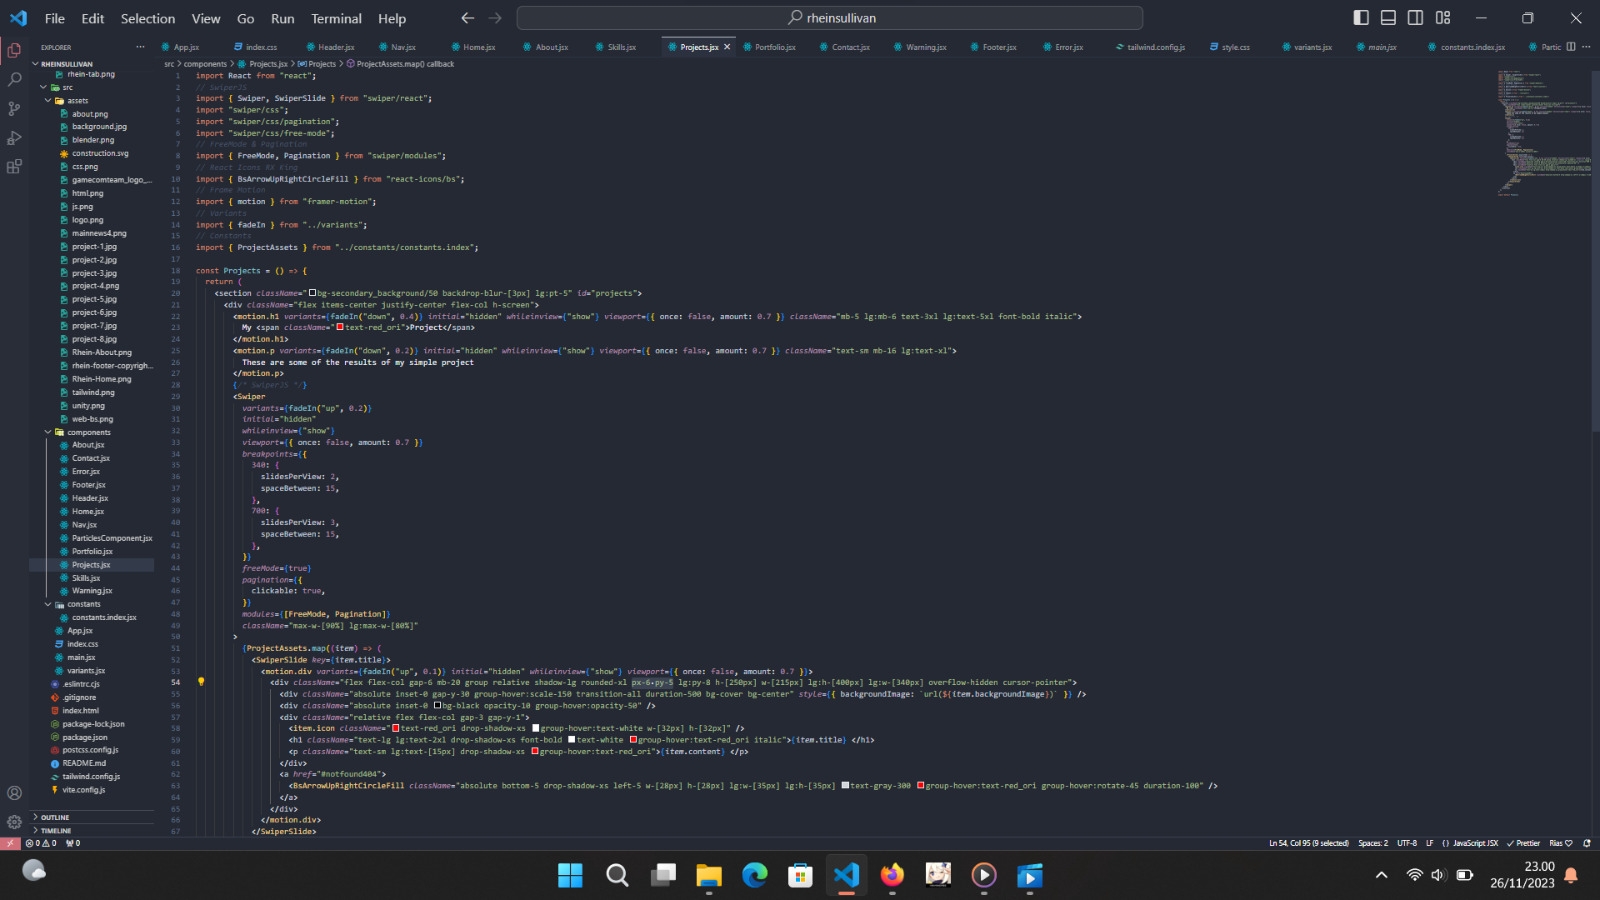 File Edit Selection View Go Run Terminal Help
rheinsullivan
EXPLORER
App.jsx index.css Header.jsx Nav.jsx Home.jsx About.jsx Skills.jsx Projects.jsx Portfolio.jsx Contact.jsx Warning.jsx Footer.jsx Error.jsx tailwind.config.js style.css variants.jsx main.jsx constants.index.jsx Partic
src > components > Projects.jsx > Projects > ProjectAssets.map() callback
RHEINSULLIVAN
rhein-tab.png
src
assets
about.png
background.jpg
blender.png
construction.svg
css.png
gamecomteam_logo_...
html.png
js.png
logo.png
mainnews4.png
project-1.jpg
project-2.jpg
project-3.jpg
project-4.png
project-5.jpg
project-6.jpg
project-7.jpg
project-8.jpg
Rhein-About.png
rhein-footer-copyrigh...
Rhein-Home.png
tailwind.png
unity.png
web-bs.png
components
About.jsx
Contact.jsx
Error.jsx
Footer.jsx
Header.jsx
Home.jsx
Nav.jsx
ParticlesComponent.jsx
Portfolio.jsx
Projects.jsx
Skills.jsx
Warning.jsx
constants
constants.index.jsx
App.jsx
index.css
main.jsx
variants.jsx
.eslintrc.cjs
.gitignore
index.html
package-lock.json
package.json
postcss.config.js
README.md
tailwind.config.js
vite.config.js
OUTLINE
TIMELINE
1 import React from "react";
2 // SwiperJS
3 import { Swiper, SwiperSlide } from "swiper/react";
4 import "swiper/css";
5 import "swiper/css/pagination";
6 import "swiper/css/free-mode";
7 // FreeMode & Pagination
8 import { FreeMode, Pagination } from "swiper/modules";
9 // React Icons RX King
10 import { BsArrowUpRightCircleFill } from "react-icons/bs";
11 // Frame Motion
12 import { motion } from "framer-motion";
13 // Variants
14 import { fadeIn } from "../variants";
15 // Constants
16 import { ProjectAssets } from "../constants/constants.index";
17
18 const Projects = () => {
19 return (
20 <section className="bg-secondary_background/50 backdrop-blur-[3px] lg:pt-5" id="projects">
21 <div className="flex items-center justify-center flex-col h-screen">
22 <motion.h1 variants={fadeIn("down", 0.4)} initial="hidden" whileinview={"show"} viewport={{ once: false, amount: 0.7 }} className="mb-5 lg:mb-6 text-3xl lg:text-5xl font-bold italic">
23 My <span className="text-red_ori">Project</span>
24 </motion.h1>
25 <motion.p variants={fadeIn("down", 0.2)} initial="hidden" whileinview={"show"} viewport={{ once: false, amount: 0.7 }} className="text-sm mb-16 lg:text-xl">
26 These are some of the results of my simple project
27 </motion.p>
28 {/* SwiperJS */}
29 <Swiper
30 variants={fadeIn("up", 0.2)}
31 initial="hidden"
32 whileinview={"show"}
33 viewport={{ once: false, amount: 0.7 }}
34 breakpoints={{
35 340: {
36 slidesPerView: 2,
37 spaceBetween: 15,
38 },
39 700: {
40 slidesPerView: 3,
41 spaceBetween: 15,
42 },
43 }}
44 freeMode={true}
45 pagination={{
46 clickable: true,
47 }}
48 modules={[FreeMode, Pagination]}
49 className="max-w-[90%] lg:max-w-[80%]"
50 >
51 {ProjectAssets.map((item) => (
52 <SwiperSlide key={item.title}>
53 <motion.div variants={fadeIn("up", 0.1)} initial="hidden" whileinview={"show"} viewport={{ once: false, amount: 0.7 }}>
54 <div className="flex flex-col gap-6 mb-20 group relative shadow-lg rounded-xl px-6 py-5 lg:py-8 h-[250px] w-[215px] lg:h-[400px] lg:w-[340px] overflow-hidden cursor-pointer">
55 <div className="absolute inset-0 gap-y-30 group-hover:scale-150 transition-all duration-500 bg-cover bg-center" style={{ backgroundImage: `url(${item.backgroundImage})` }} />
56 <div className="absolute inset-0 bg-black opacity-10 group-hover:opacity-50" />
57 <div className="relative flex flex-col gap-3 gap-y-1">
58 <item.icon className="text-red_ori drop-shadow-xs group-hover:text-white w-[32px] h-[32px]" />
59 <h1 className="text-lg lg:text-2xl drop-shadow-xs font-bold text-white group-hover:text-red_ori italic">{item.title} </h1>
60 <p className="text-sm lg:text-[15px] drop-shadow-xs group-hover:text-red_ori">{item.content} </p>
61 </div>
62 <a href="#notfound404">
63 <BsArrowUpRightCircleFill className="absolute bottom-5 drop-shadow-xs left-5 w-[28px] h-[28px] lg:w-[35px] lg:h-[35px] text-gray-300 group-hover:text-red_ori group-hover:rotate-45 duration-100" />
64 </a>
65 </div>
66 </motion.div>
67 </SwiperSlide>
0 0 0
Ln 54, Col 95 (9 selected) Spaces: 2 UTF-8 LF {} JavaScript JSX Prettier Rias
23.00
26/11/2023